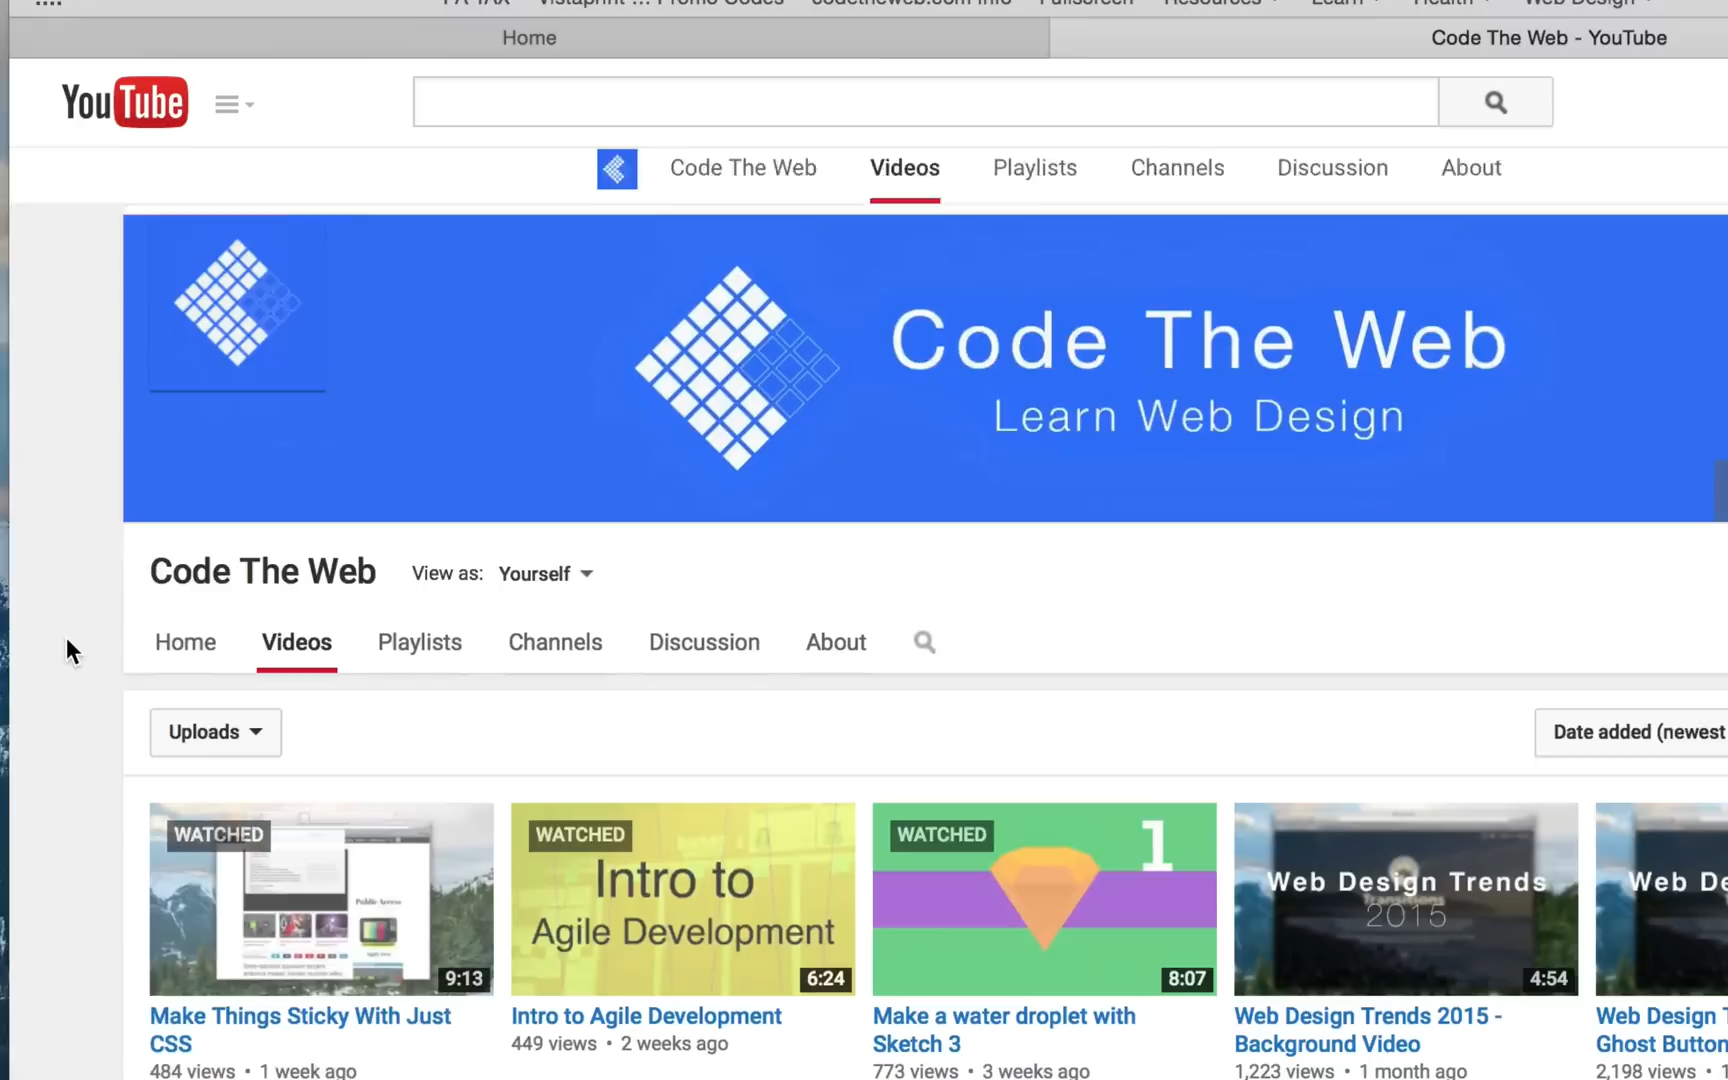 Home
Code The Web - YouTube
YouTube
Code The Web Videos Playlists Channels Discussion About
Code The Web
Learn Web Design
Code The Web View as: Yourself
Home Videos Playlists Channels Discussion About
Uploads
Date added (newest
WATCHED
9:13
WATCHED
Intro to
Agile Development
6:24
WATCHED
1
8:07
Web Design Trends
2015
4:54
Make Things Sticky With Just
CSS
484 views • 1 week ago
Intro to Agile Development
449 views • 2 weeks ago
Make a water droplet with
Sketch 3
773 views • 3 weeks ago
Web Design Trends 2015 -
Background Video
1,223 views • 1 month ago
Web De
Web Design T
Ghost Button
2,198 views •